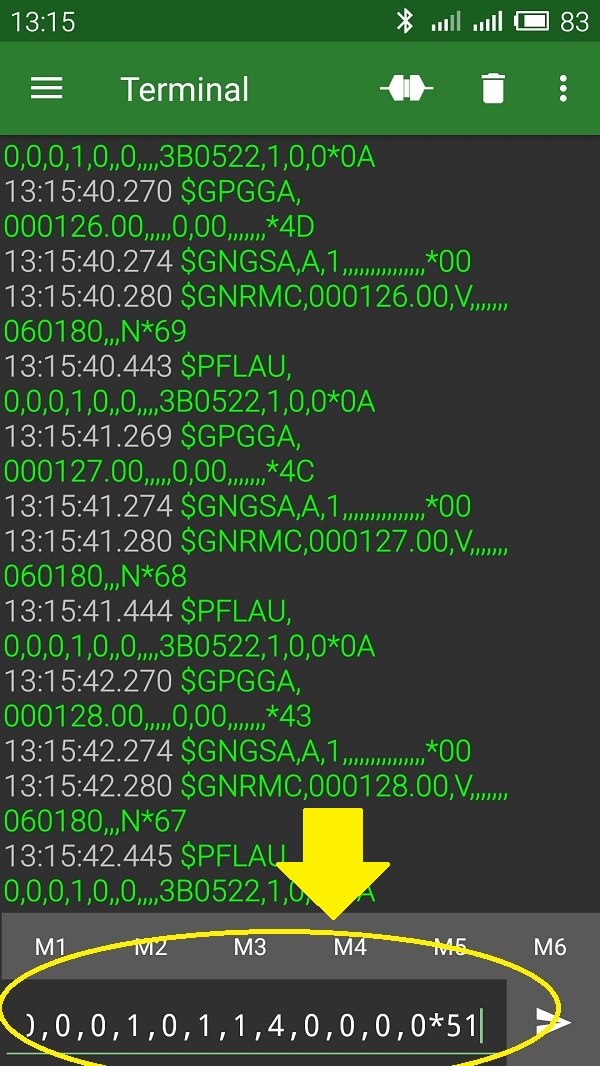 13:15
83
Terminal
0,0,0,1,0,,0,,,,3B0522,1,0,0*0A
13:15:40.270 $GPGGA,
000126.00,,,,,0,00,,,,,,,*4D
13:15:40.274 $GNGSA,A,1,,,,,,,,,,,,,,,*00
13:15:40.280 $GNRMC,000126.00,V,,,,,,,
060180,,,N*69
13:15:40.443 $PFLAU,
0,0,0,1,0,,0,,,,3B0522,1,0,0*0A
13:15:41.269 $GPGGA,
000127.00,,,,,0,00,,,,,,,*4C
13:15:41.274 $GNGSA,A,1,,,,,,,,,,,,,,,*00
13:15:41.280 $GNRMC,000127.00,V,,,,,,,
060180,,,N*68
13:15:41.444 $PFLAU,
0,0,0,1,0,,0,,,,3B0522,1,0,0*0A
13:15:42.270 $GPGGA,
000128.00,,,,,0,00,,,,,,,*43
13:15:42.274 $GNGSA,A,1,,,,,,,,,,,,,,,*00
13:15:42.280 $GNRMC,000128.00,V,,,,,,,
060180,,,N*67
13:15:42.445 $PFLAU
0,0,0,1,0,,0,,,,3B0522,1,0
M1 M2 M3 M4 M5 M6
,0,0,1,0,1,1,4,0,0,0,0*51